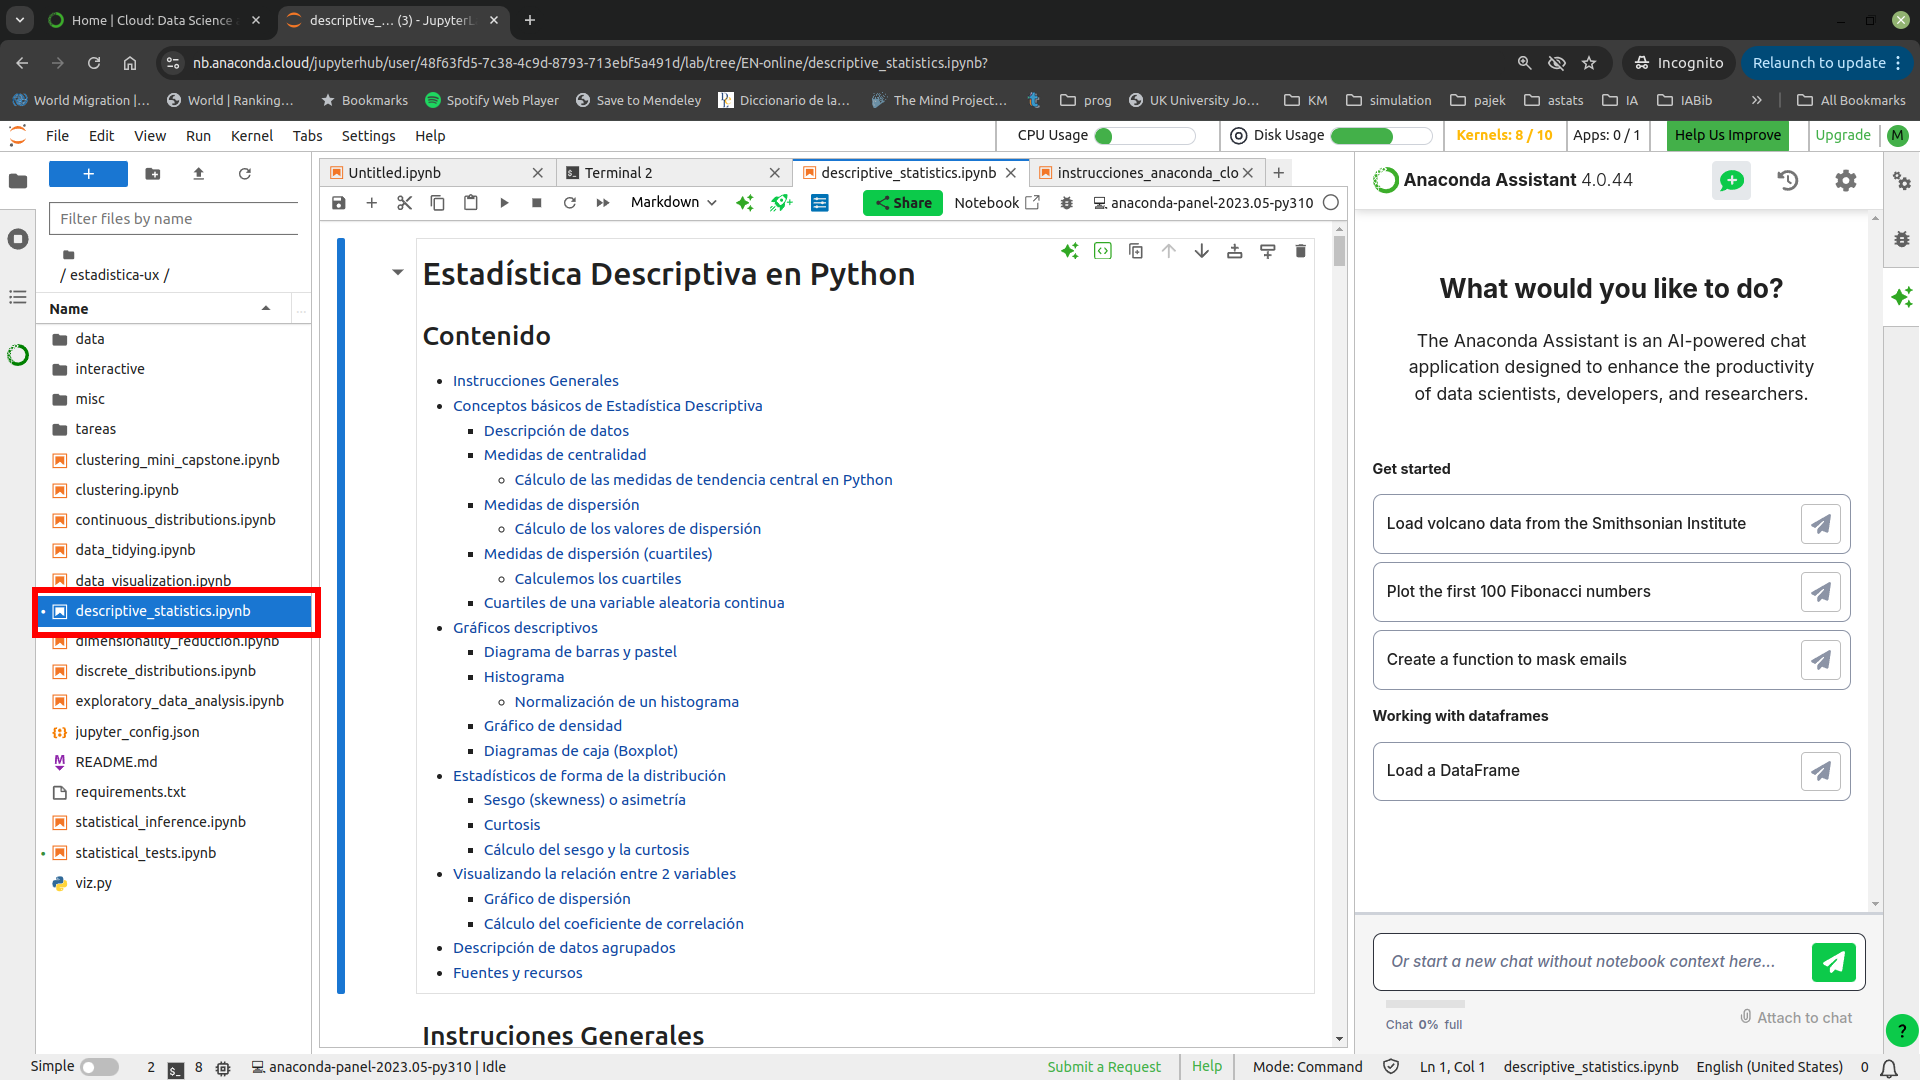 Home | Cloud: Data Science
descriptive_... (3) - JupyterL
nb.anaconda.cloud/jupyterhub/user/48f63fd5-7c38-4c9d-8793-713ebf5a491d/lab/tree/EN-online/descriptive_statistics.ipynb?
Incognito
Relaunch to update
World Migration |...
World | Ranking...
Bookmarks
Spotify Web Player
Save to Mendeley
Diccionario de la...
The Mind Project...
prog
UK University Jo...
KM
simulation
pajek
astats
IA
IABib
All Bookmarks
File Edit View Run Kernel Tabs Settings Help
CPU Usage
Disk Usage
Kernels: 8 / 10
Apps: 0 / 1
Help Us Improve
Upgrade
M
Filter files by name
/ estadistica-ux /
Name
data
interactive
misc
tareas
clustering_mini_capstone.ipynb
clustering.ipynb
continuous_distributions.ipynb
data_tidying.ipynb
data_visualization.ipynb
descriptive_statistics.ipynb
dimensionality_reduction.ipynb
discrete_distributions.ipynb
exploratory_data_analysis.ipynb
jupyter_config.json
README.md
requirements.txt
statistical_inference.ipynb
statistical_tests.ipynb
viz.py
Untitled.ipynb
Terminal 2
descriptive_statistics.ipynb
instrucciones_anaconda_clo
Markdown
Share
Notebook
anaconda-panel-2023.05-py310
Estadística Descriptiva en Python
Contenido
Instrucciones Generales
Conceptos básicos de Estadística Descriptiva
Descripción de datos
Medidas de centralidad
Cálculo de las medidas de tendencia central en Python
Medidas de dispersión
Cálculo de los valores de dispersión
Medidas de dispersión (cuartiles)
Calculemos los cuartiles
Cuartiles de una variable aleatoria continua
Gráficos descriptivos
Diagrama de barras y pastel
Histograma
Normalización de un histograma
Gráfico de densidad
Diagramas de caja (Boxplot)
Estadísticos de forma de la distribución
Sesgo (skewness) o asimetría
Curtosis
Cálculo del sesgo y la curtosis
Visualizando la relación entre 2 variables
Gráfico de dispersión
Cálculo del coeficiente de correlación
Descripción de datos agrupados
Fuentes y recursos
Instruciones Generales
Anaconda Assistant 4.0.44
What would you like to do?
The Anaconda Assistant is an AI-powered chat
application designed to enhance the productivity
of data scientists, developers, and researchers.
Get started
Load volcano data from the Smithsonian Institute
Plot the first 100 Fibonacci numbers
Create a function to mask emails
Working with dataframes
Load a DataFrame
Or start a new chat without notebook context here...
Chat 0% full
Attach to chat
?
Simple
2
8
anaconda-panel-2023.05-py310 | Idle
Submit a Request
Help
Mode: Command
Ln 1, Col 1
descriptive_statistics.ipynb
English (United States)
0